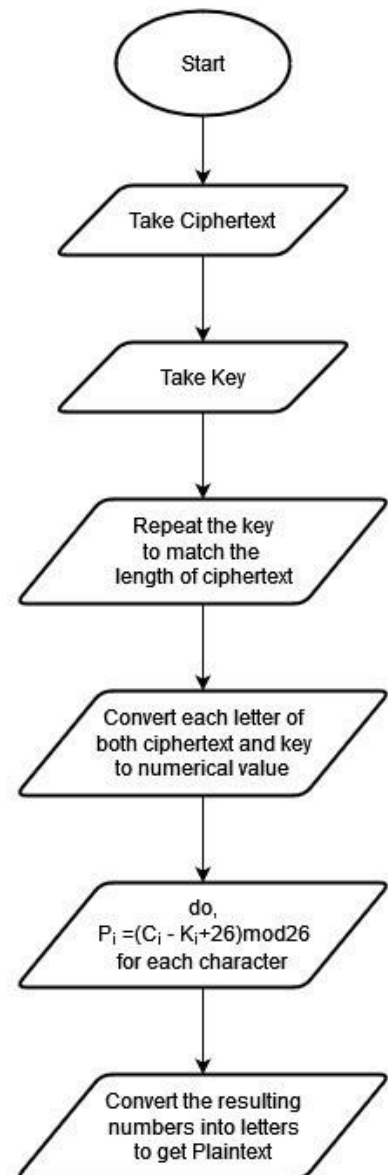 Start
Take Ciphertext
Take Key
Repeat the key
to match the
length of ciphertext
Convert each letter of
both ciphertext and key
to numerical value
do,
Pᵢ =(Cᵢ - Kᵢ+26)mod26
for each character
Convert the resulting
numbers into letters
to get Plaintext